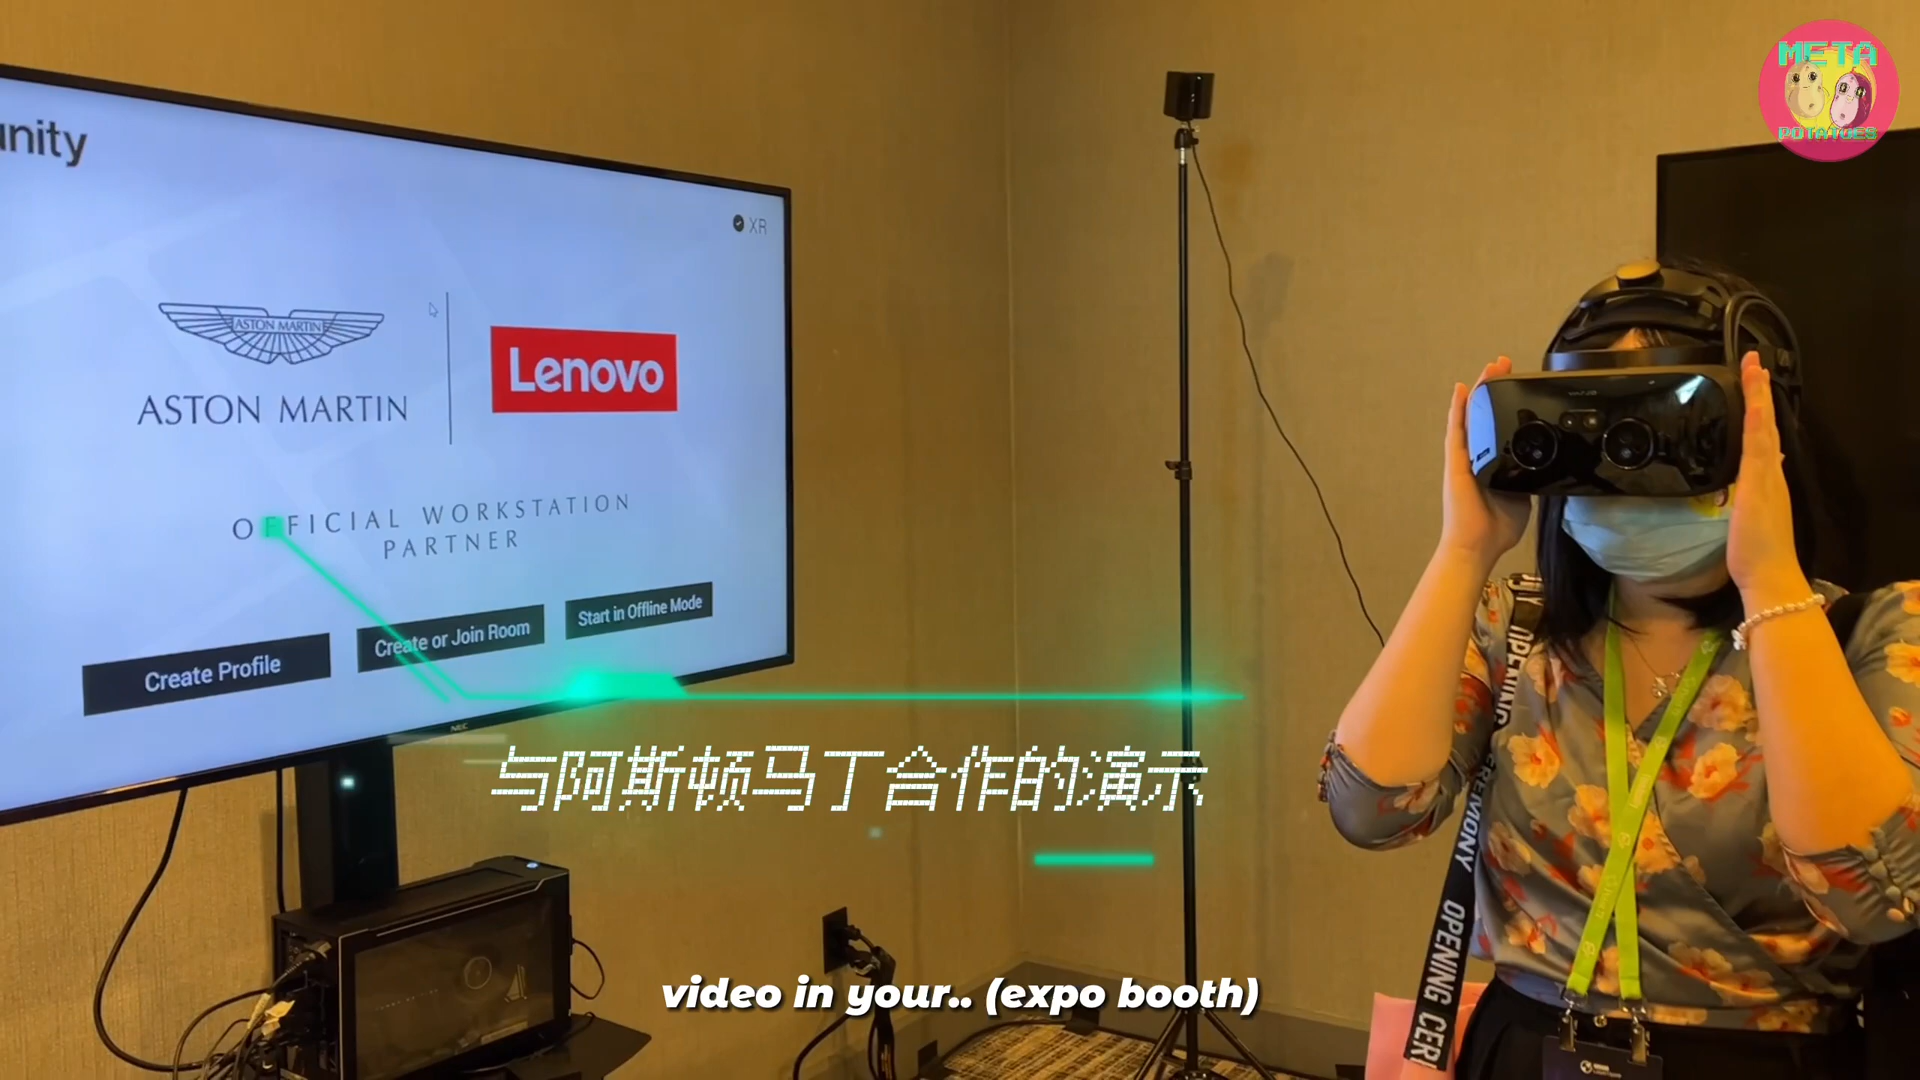 unity
XR
ASTON MARTIN
ASTON MARTIN
Lenovo
OFFICIAL WORKSTATION
PARTNER
Create Profile
Create or Join Room
Start in Offline Mode
NEC
META
POTATOES
与阿斯顿马丁合作的演示
video in your.. (expo booth)
OPENING CEREMONY
OPENING CER